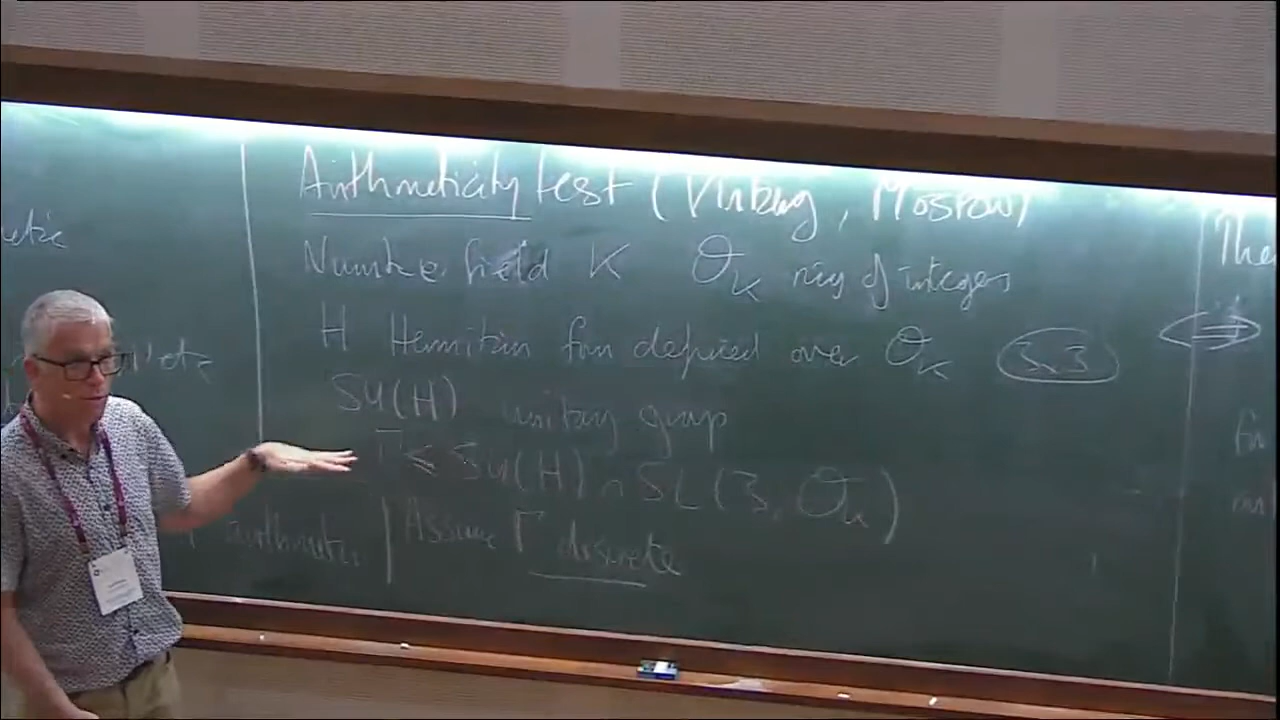 Arithmeticity test (Vinberg, Mostow)
Number field K O_K ring of integers
H Hermitian form defined over O_K 3x3
SU(H) unitary group
Γ ≤ SU(H) ∩ SL(3, O_K)
arithmetic | Assume Γ discrete